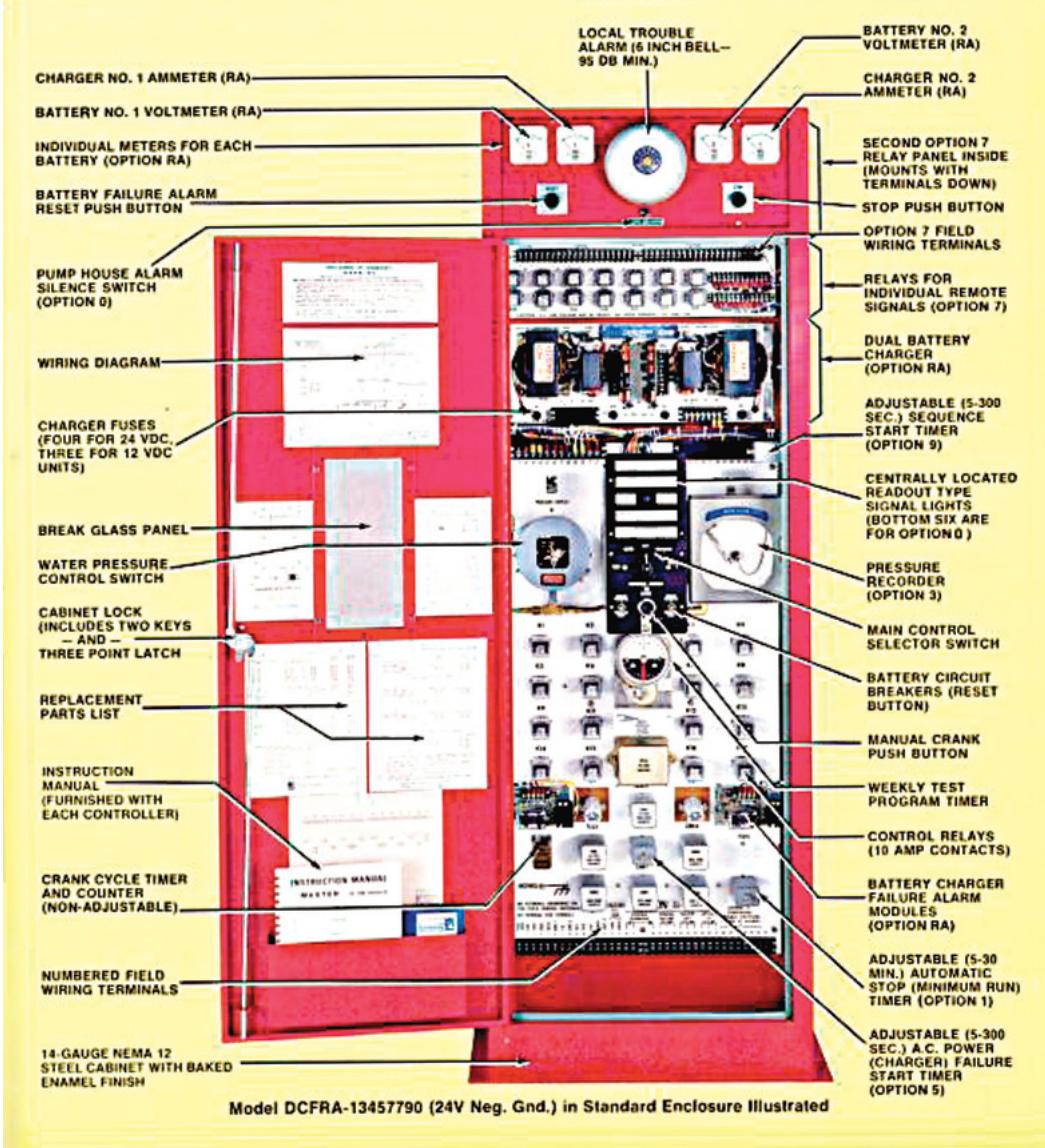 LOCAL TROUBLE
ALARM (6 INCH BELL—
95 DB MIN.)
BATTERY NO. 2
VOLTMETER (RA)
CHARGER NO. 1 AMMETER (RA)
CHARGER NO. 2
AMMETER (RA)
BATTERY NO. 1 VOLTMETER (RA)
INDIVIDUAL METERS FOR EACH
BATTERY (OPTION RA)
SECOND OPTION 7
RELAY PANEL INSIDE
(MOUNTS WITH
TERMINALS DOWN)
BATTERY FAILURE ALARM
RESET PUSH BUTTON
STOP PUSH BUTTON
OPTION 7 FIELD
WIRING TERMINALS
PUMP HOUSE ALARM
SILENCE SWITCH
(OPTION 0)
RELAYS FOR
INDIVIDUAL REMOTE
SIGNALS (OPTION 7)
WIRING DIAGRAM
DUAL BATTERY
CHARGER
(OPTION RA)
CHARGER FUSES
(FOUR FOR 24 VDC,
THREE FOR 12 VDC
UNITS)
ADJUSTABLE (5-300
SEC.) SEQUENCE
START TIMER
(OPTION 9)
CENTRALLY LOCATED
READOUT TYPE
SIGNAL LIGHTS
(BOTTOM SIX ARE
FOR OPTION 0 )
BREAK GLASS PANEL
WATER PRESSURE
CONTROL SWITCH
PRESSURE
RECORDER
(OPTION 3)
CABINET LOCK
(INCLUDES TWO KEYS
— AND —
THREE POINT LATCH
MAIN CONTROL
SELECTOR SWITCH
BATTERY CIRCUIT
BREAKERS (RESET
BUTTON)
REPLACEMENT
PARTS LIST
MANUAL CRANK
PUSH BUTTON
INSTRUCTION
MANUAL
(FURNISHED WITH
EACH CONTROLLER)
WEEKLY TEST
PROGRAM TIMER
CONTROL RELAYS
(10 AMP CONTACTS)
CRANK CYCLE TIMER
AND COUNTER
(NON-ADJUSTABLE)
INSTRUCTION MANUAL
BATTERY CHARGER
FAILURE ALARM
MODULES
(OPTION RA)
NUMBERED FIELD
WIRING TERMINALS
ADJUSTABLE (5-30
MIN.) AUTOMATIC
STOP (MINIMUM RUN)
TIMER (OPTION 1)
14-GAUGE NEMA 12
STEEL CABINET WITH BAKED
ENAMEL FINISH
ADJUSTABLE (5-300
SEC.) A.C. POWER
(CHARGER) FAILURE
START TIMER
(OPTION 5)
Model DCFRA-13457790 (24V Neg. Gnd.) in Standard Enclosure Illustrated